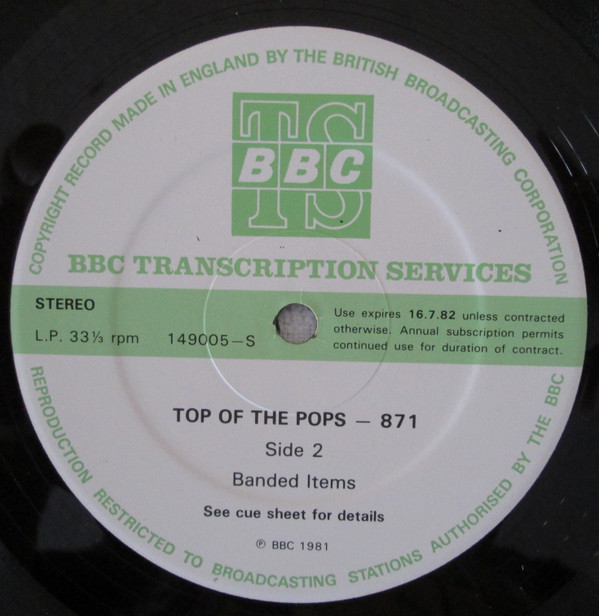 COPYRIGHT RECORD MADE IN ENGLAND BY THE BRITISH BROADCASTING CORPORATION
TS
BBC
BBC TRANSCRIPTION SERVICES
STEREO
L.P. 33⅓ rpm 149005–S
Use expires 16.7.82 unless contracted
otherwise. Annual subscription permits
continued use for duration of contract.
TOP OF THE POPS – 871
Side 2
Banded Items
See cue sheet for details
℗ BBC 1981
REPRODUCTION RESTRICTED TO BROADCASTING STATIONS AUTHORISED BY THE BBC